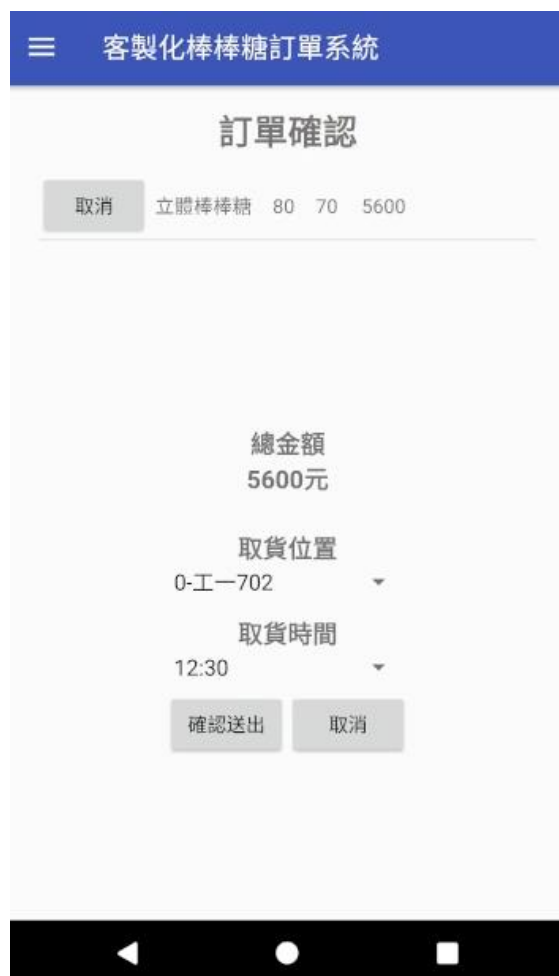 客製化棒棒糖訂單系統
訂單確認
取消 立體棒棒糖 80 70 5600
總金額
5600元
取貨位置
0-工一702
取貨時間
12:30
確認送出 取消